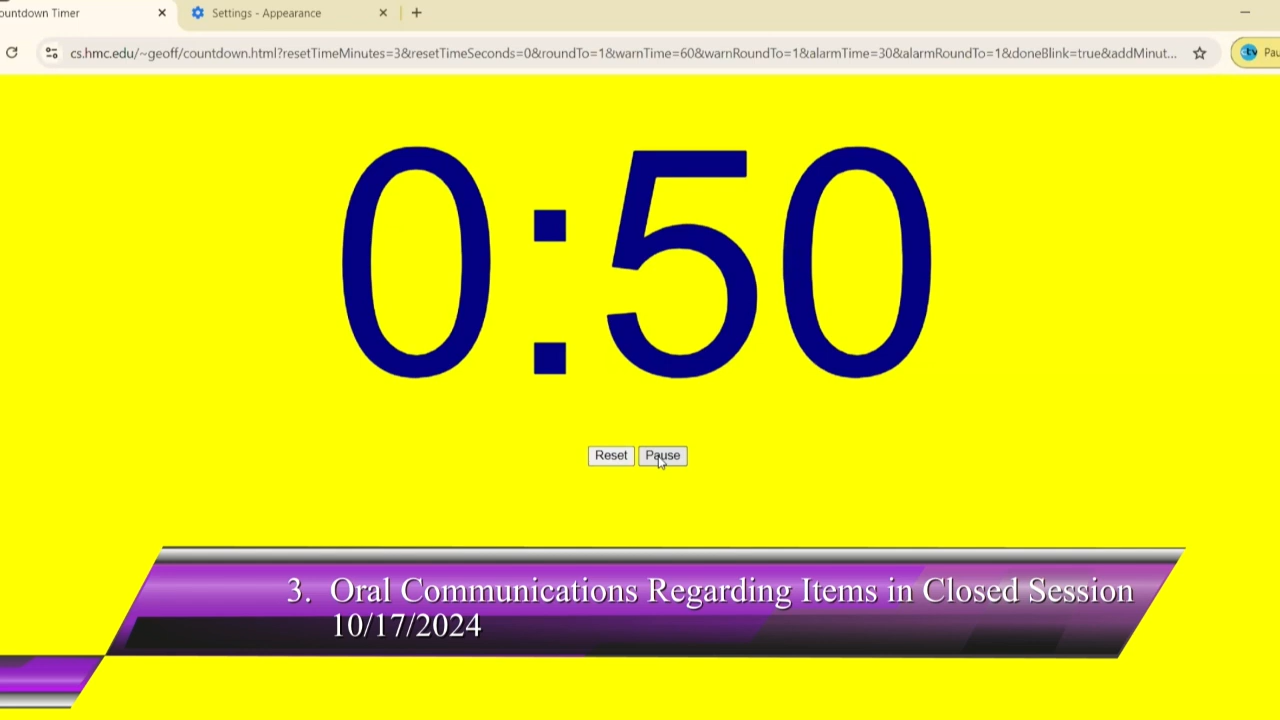 ountdown Timer
Settings - Appearance
cs.hmc.edu/~geoff/countdown.html?resetTimeMinutes=3&resetTimeSeconds=0&roundTo=1&warnTime=60&warnRoundTo=1&alarmTime=30&alarmRoundTo=1&doneBlink=true&addMinut...
Pau
0:50
Reset Pause
3. Oral Communications Regarding Items in Closed Session
10/17/2024